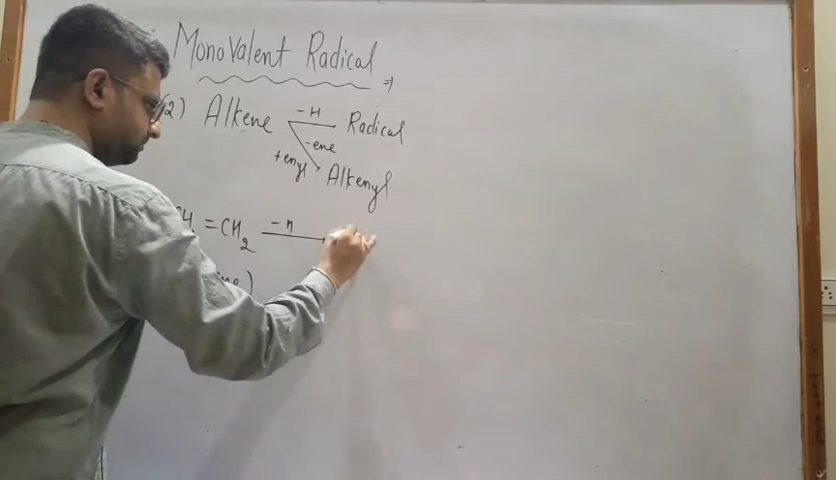 MonoValent Radical ⇒
(2) Alkene -H→ Radical
-ene
+enyl Alkenyl
=CH2 -H→